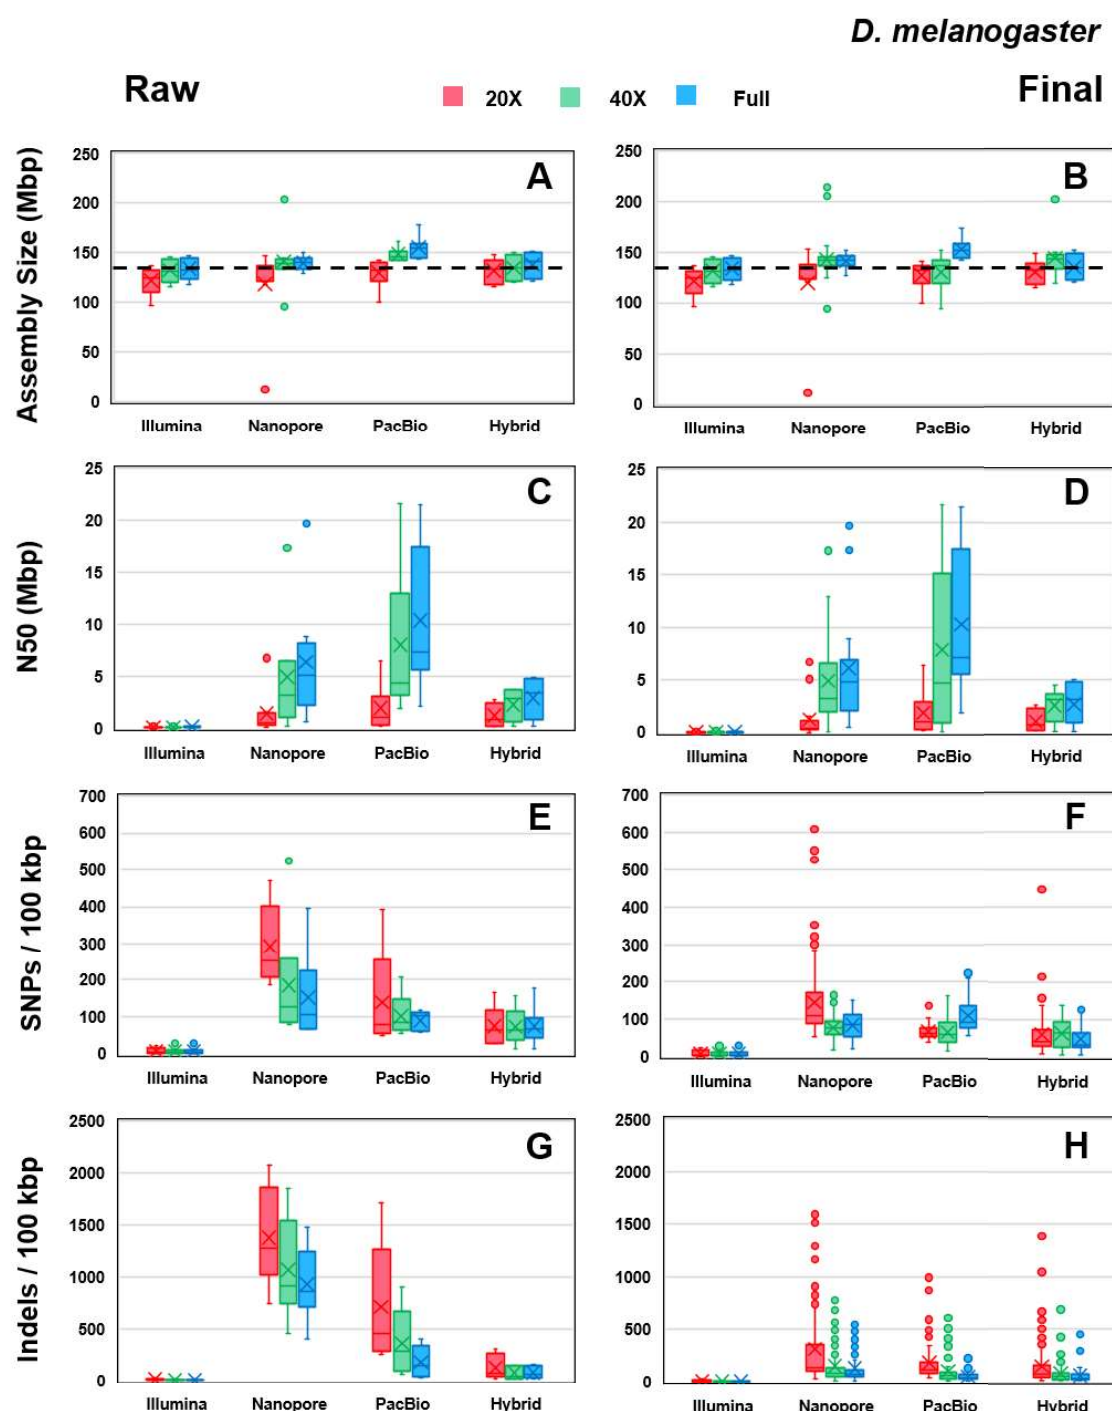 D. melanogaster
Raw
20X 40X Full
Final
Assembly Size (Mbp)
250
200
150
100
50
0
A
Illumina Nanopore PacBio Hybrid
250
200
150
100
50
0
B
Illumina Nanopore PacBio Hybrid
N50 (Mbp)
25
20
15
10
5
0
C
Illumina Nanopore PacBio Hybrid
25
20
15
10
5
0
D
Illumina Nanopore PacBio Hybrid
SNPs / 100 kbp
700
600
500
400
300
200
100
0
E
Illumina Nanopore PacBio Hybrid
700
600
500
400
300
200
100
0
F
Illumina Nanopore PacBio Hybrid
Indels / 100 kbp
2500
2000
1500
1000
500
0
G
Illumina Nanopore PacBio Hybrid
2500
2000
1500
1000
500
0
H
Illumina Nanopore PacBio Hybrid